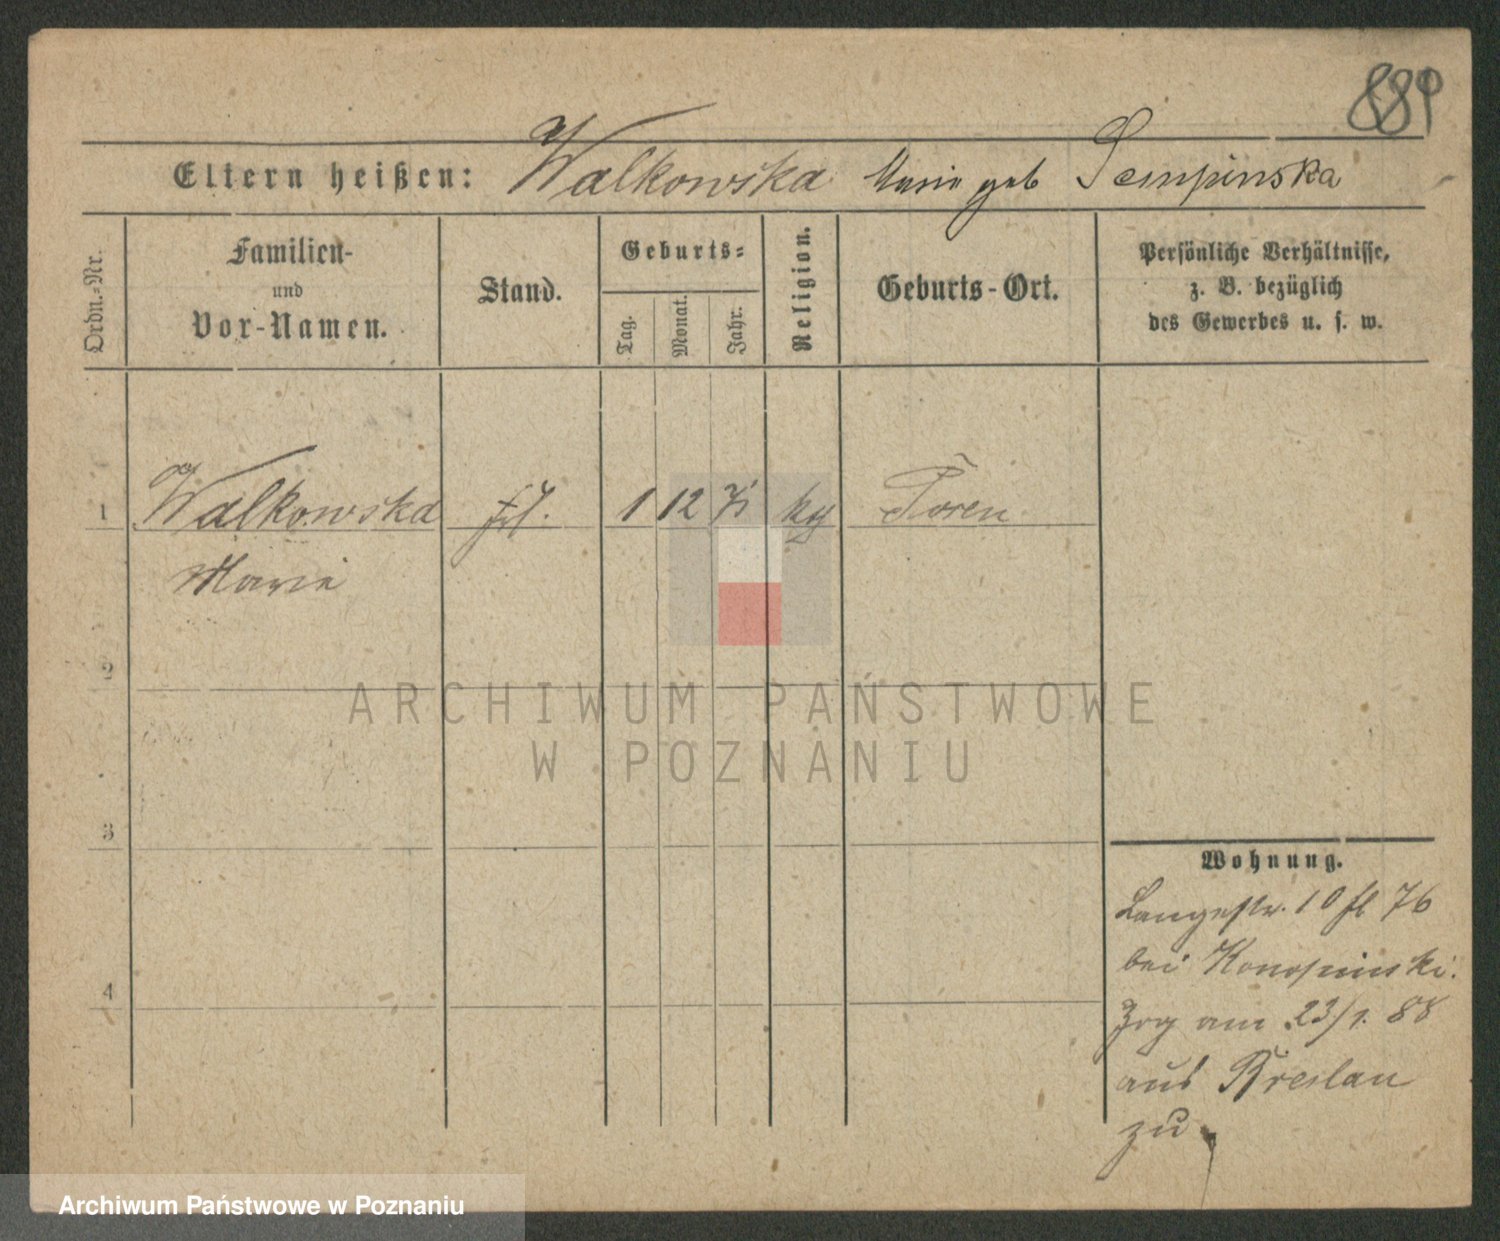 889
Eltern heißen: Walkowska Marie geb Sempinska
Ordn.-Nr.
Familien-
und
Vor-Namen.
Stand.
Geburts-
Tag.
Monat.
Jahr.
Religion.
Geburts-Ort.
Persönliche Verhältnisse,
z. B. bezüglich
des Gewerbes u. s. w.
1 Walkowska 1 12
Marie
2
3
4
Wohnung.
Langestr. 10 76
bei Konopinski.
Zog am 23/1. 88
aus Breslau
zu
ARCHIWUM PAŃSTWOWE
W POZNANIU
Archiwum Państwowe w Poznaniu